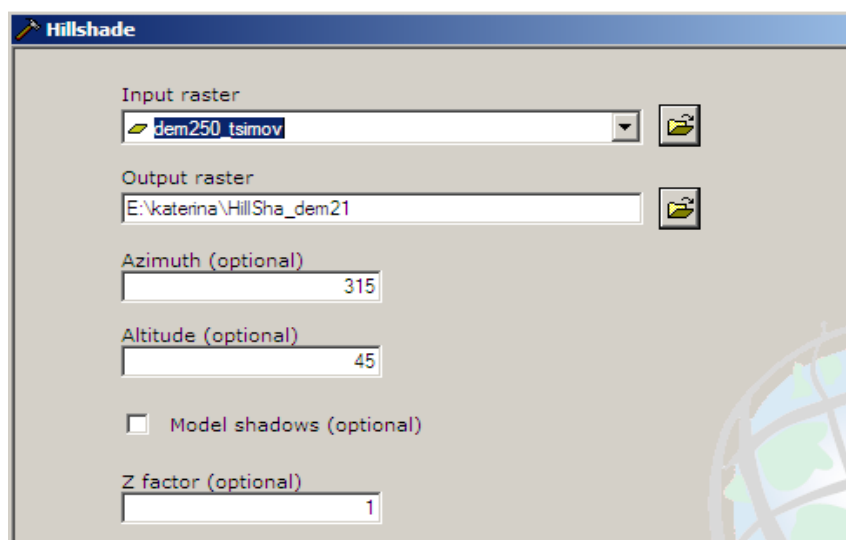 Hillshade
Input raster
dem250_tsimov
Output raster
E:\katerina\HillSha_dem21
Azimuth (optional)
315
Altitude (optional)
45
Model shadows (optional)
Z factor (optional)
1